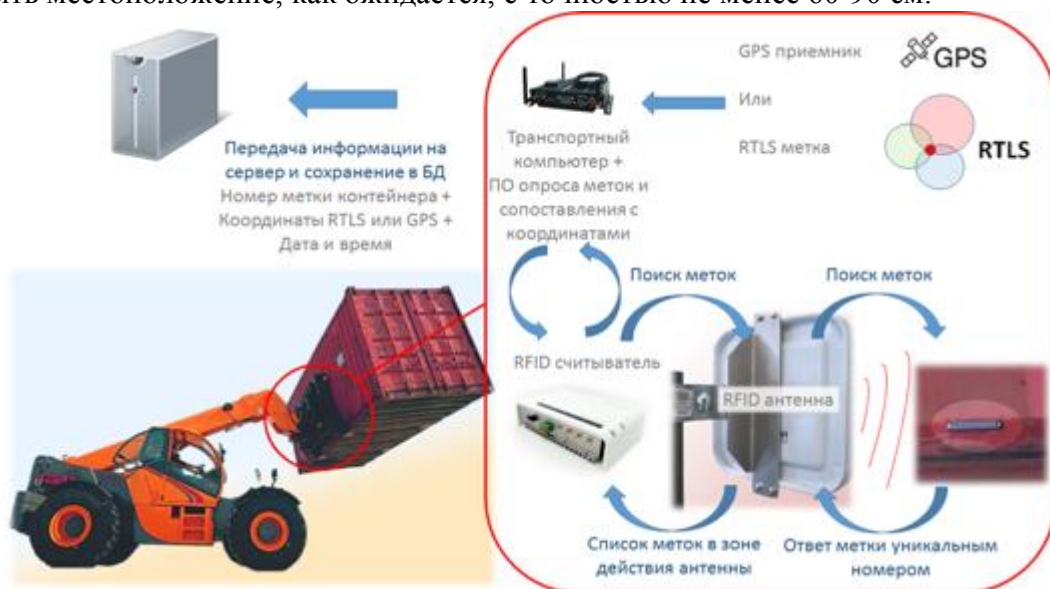 местоположение, как ожидается, с точностью не менее 60-90 см.
GPS приемник
GPS
Или
RTLS метка
RTLS
Транспортный
компьютер +
ПО опроса меток и
сопоставления с
координатами
Передача информации на
сервер и сохранение в БД
Номер метки контейнера +
Координаты RTLS или GPS +
Дата и время
Поиск меток
Поиск меток
RFID считыватель
RFID антенна
Список меток в зоне
действия антенны
Ответ метки уникальным
номером